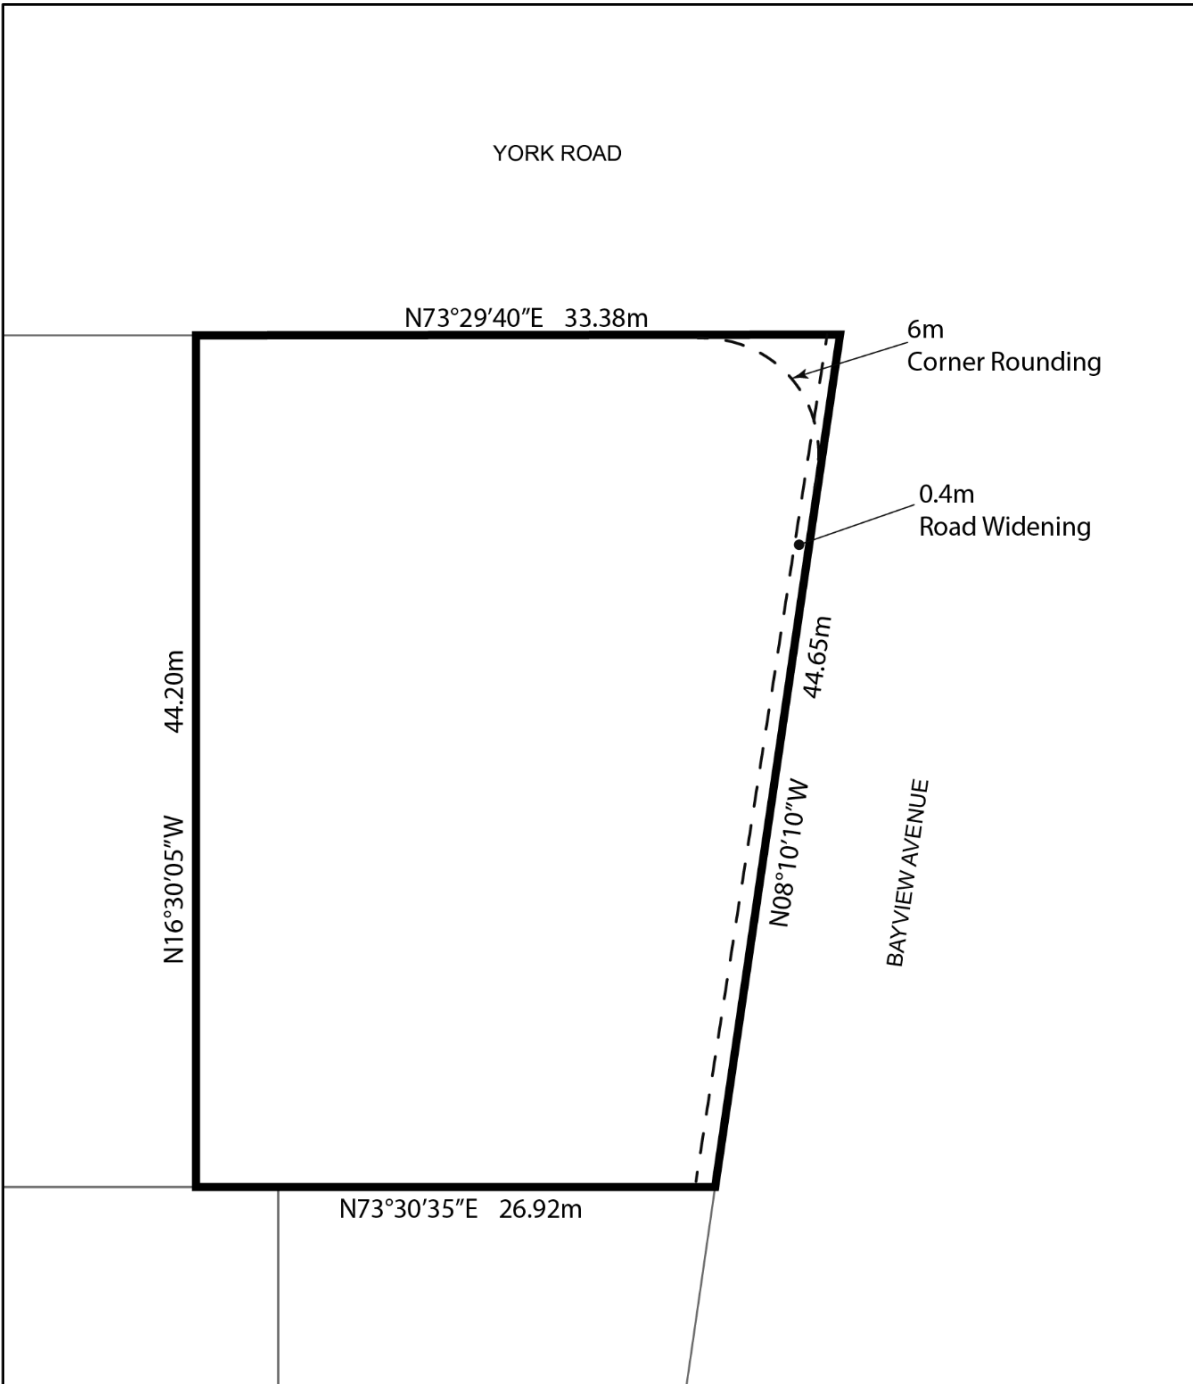 YORK ROAD
N73°29′40″E 33.38m
6m
Corner Rounding
0.4m
Road Widening
44.20m
N16°30′05″W
44.65m
N08°10′10″W
BAYVIEW AVENUE
N73°30′35″E 26.92m